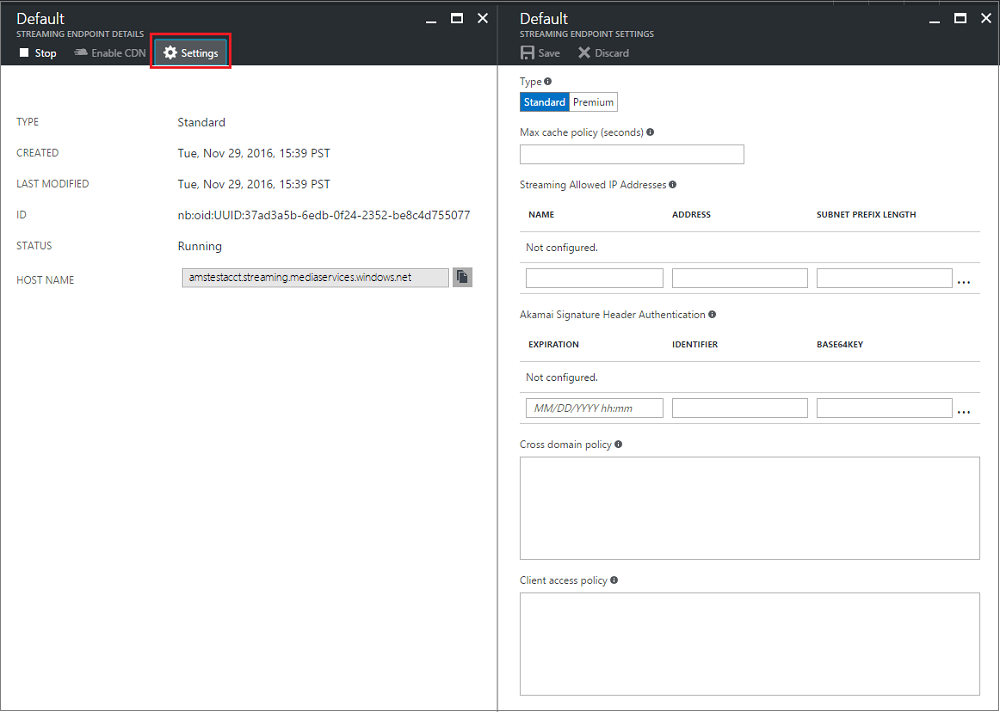 Default
STREAMING ENDPOINT DETAILS
Stop Enable CDN Settings
TYPE Standard
CREATED Tue, Nov 29, 2016, 15:39 PST
LAST MODIFIED Tue, Nov 29, 2016, 15:39 PST
ID nb:oid:UUID:37ad3a5b-6edb-0f24-2352-be8c4d755077
STATUS Running
HOST NAME amstestacct.streaming.mediaservices.windows.net
Default
STREAMING ENDPOINT SETTINGS
Save Discard
Type
Standard Premium
Max cache policy (seconds)
Streaming Allowed IP Addresses
NAME ADDRESS SUBNET PREFIX LENGTH
Not configured.
...
Akamai Signature Header Authentication
EXPIRATION IDENTIFIER BASE64KEY
Not configured.
MM/DD/YYYY hh:mm ...
Cross domain policy
Client access policy